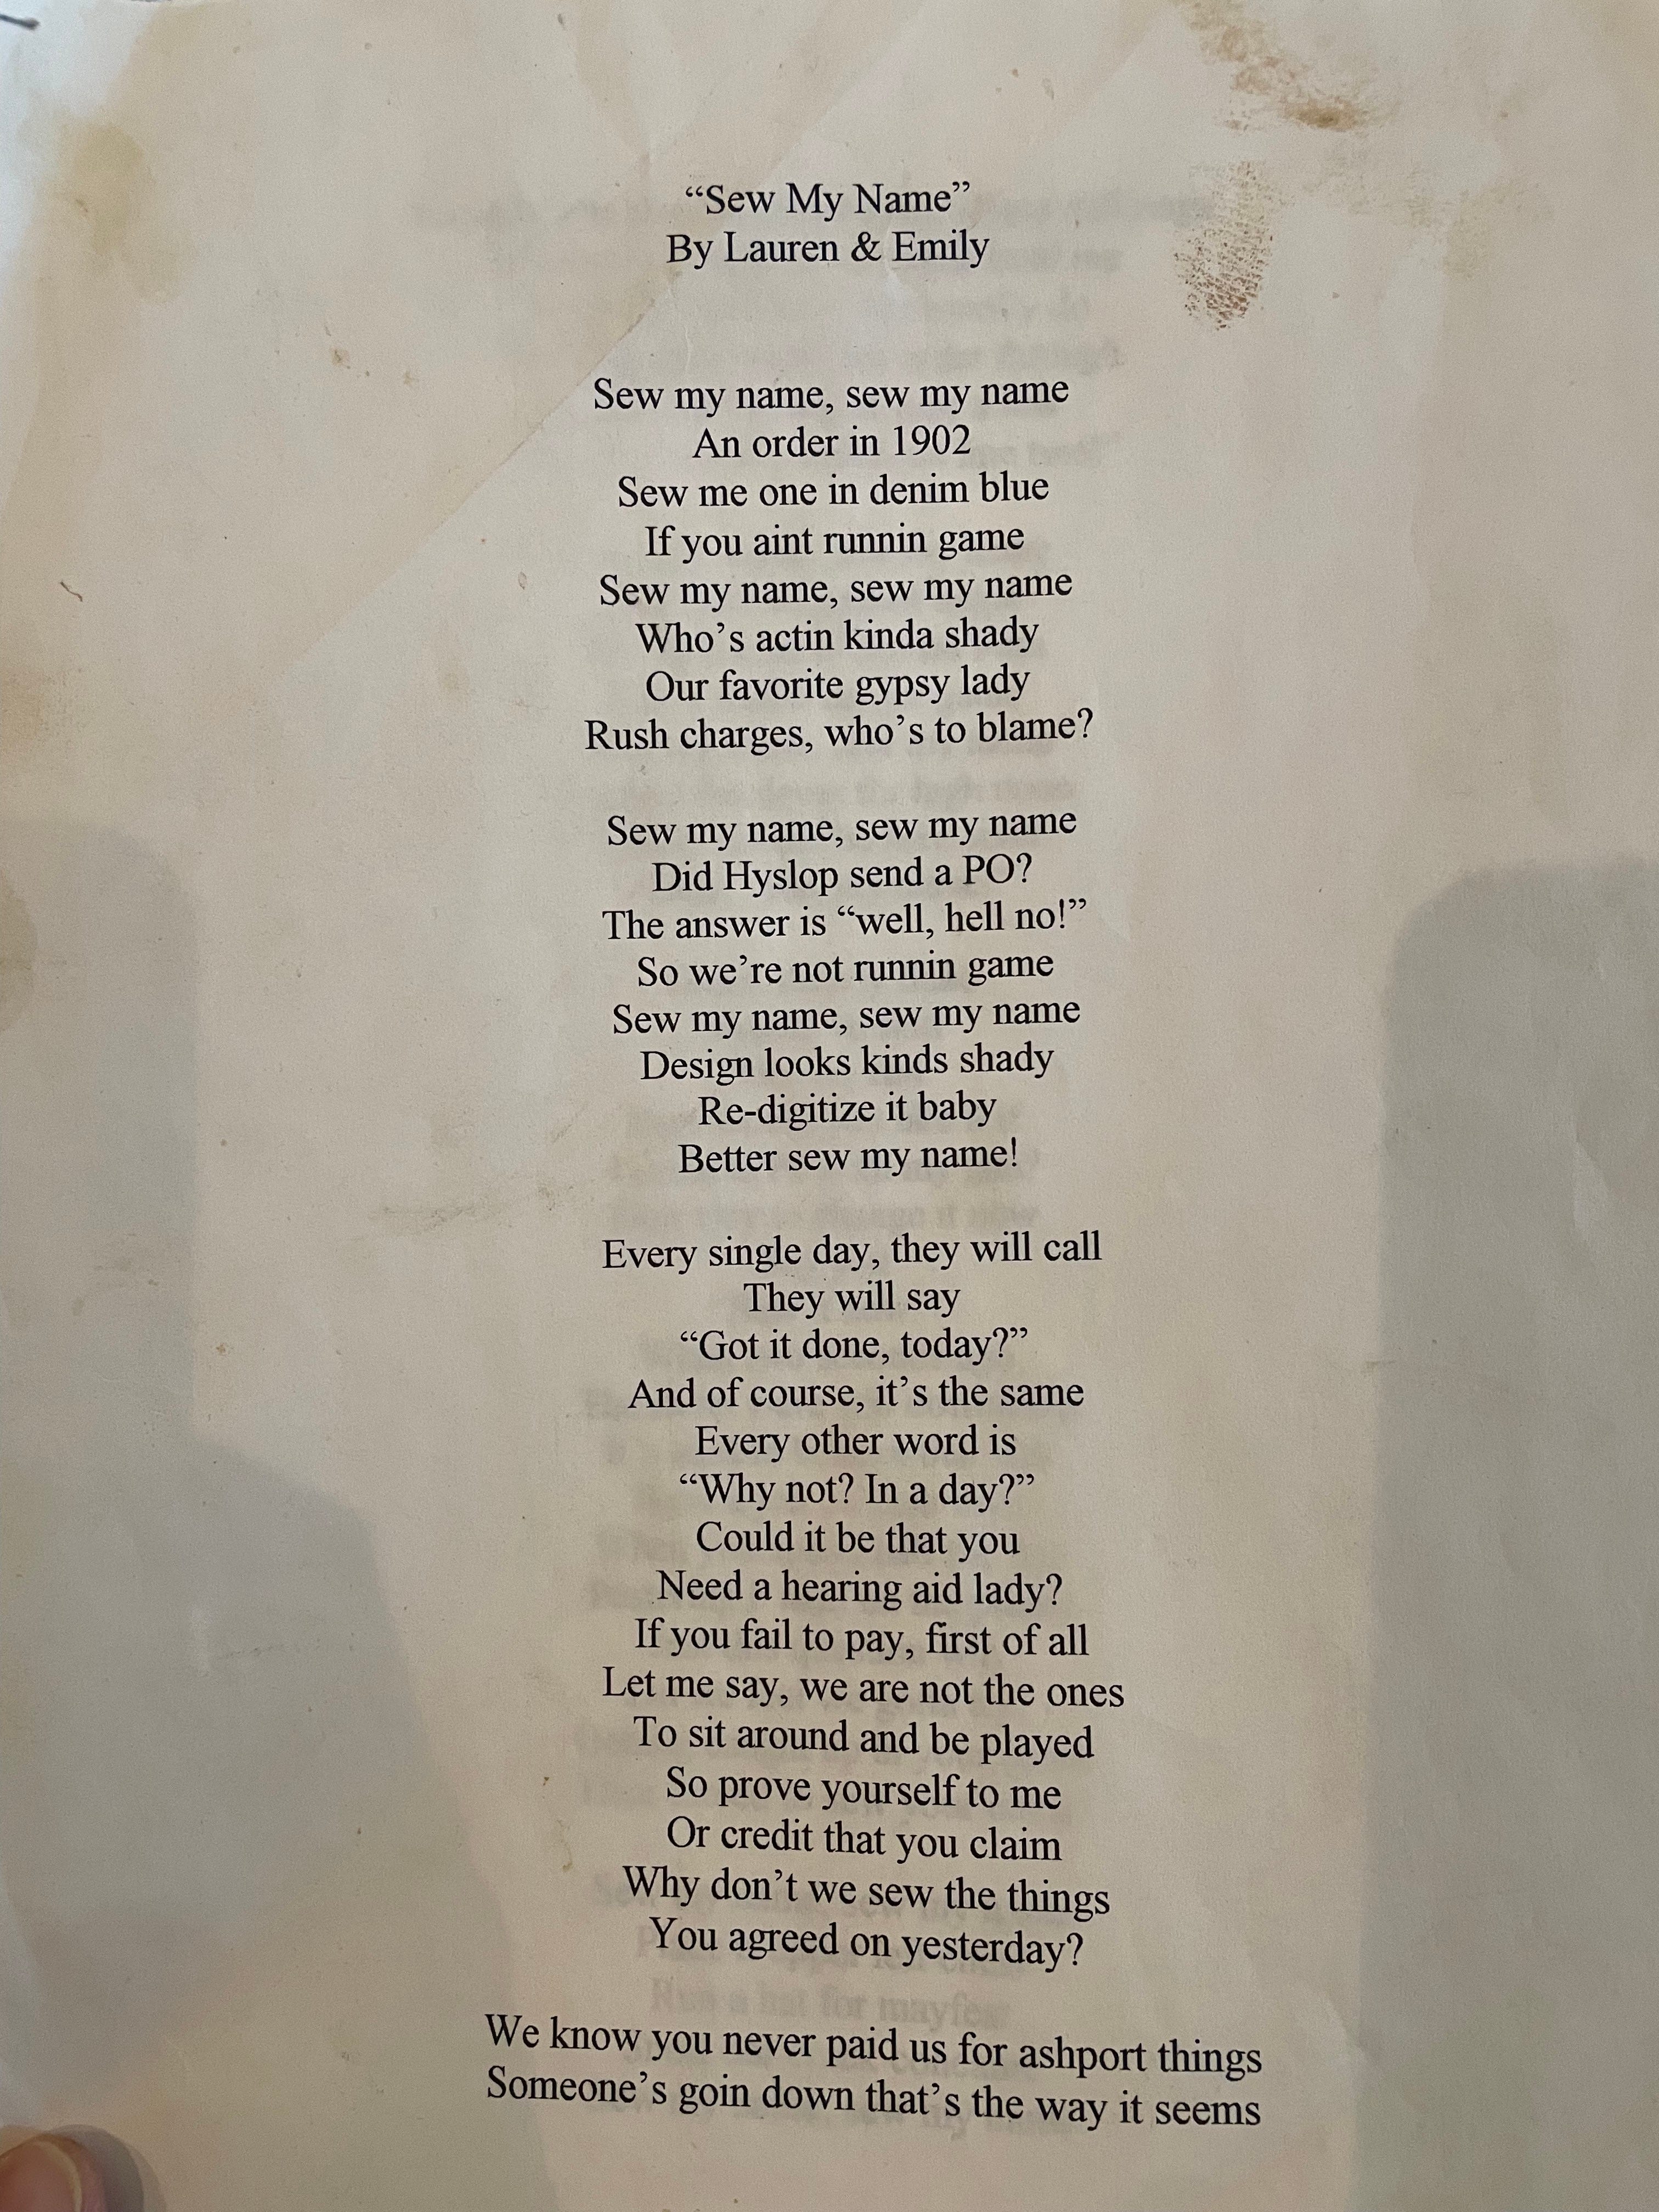 “Sew My Name”
By Lauren & Emily
Sew my name, sew my name
An order in 1902
Sew me one in denim blue
If you aint runnin game
Sew my name, sew my name
Who’s actin kinda shady
Our favorite gypsy lady
Rush charges, who’s to blame?
Sew my name, sew my name
Did Hyslop send a PO?
The answer is “well, hell no!”
So we’re not runnin game
Sew my name, sew my name
Design looks kinds shady
Re-digitize it baby
Better sew my name!
Every single day, they will call
They will say
“Got it done, today?”
And of course, it’s the same
Every other word is
“Why not? In a day?”
Could it be that you
Need a hearing aid lady?
If you fail to pay, first of all
Let me say, we are not the ones
To sit around and be played
So prove yourself to me
Or credit that you claim
Why don’t we sew the things
You agreed on yesterday?
We know you never paid us for ashport things
Someone’s goin down that’s the way it seems